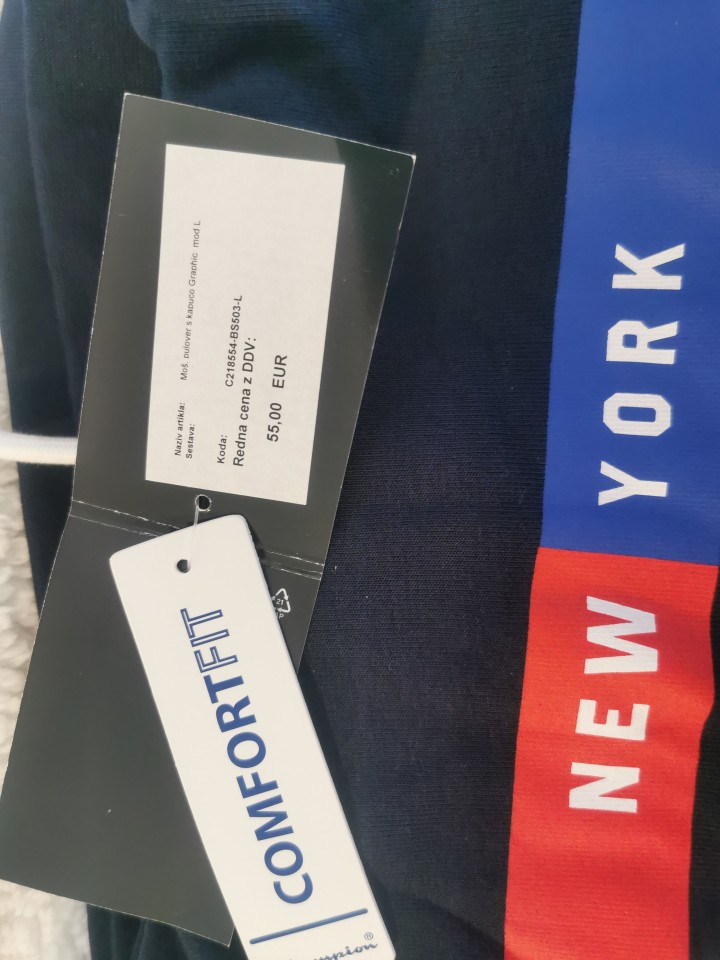 Naziv artikla: Moš. pulover s kapuco Graphic mod L
Sestava:
Koda: C218554-BS503-L
Redna cena z DDV:
55,00 EUR
COMFORTFIT
NEW YORK